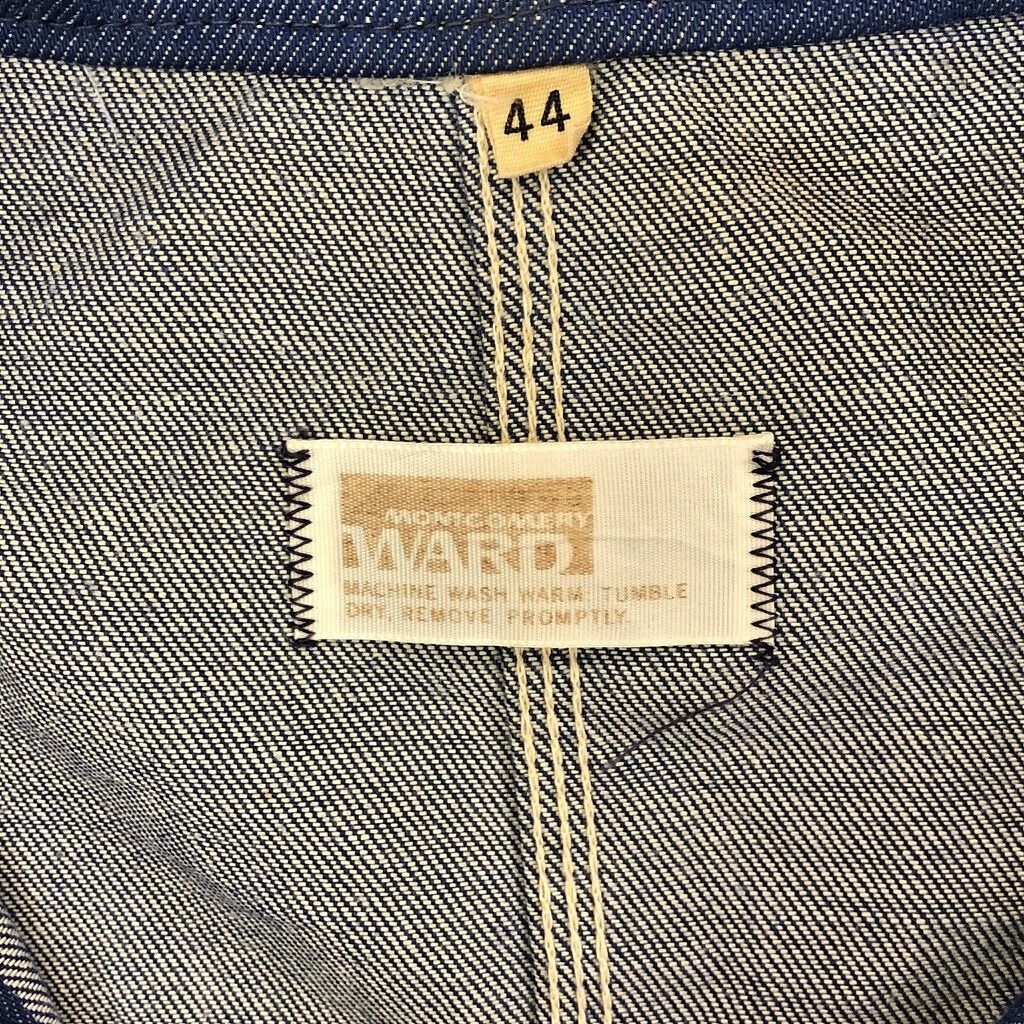 44
MONTGOMERY
WARD
MACHINE WASH WARM. TUMBLE
DRY. REMOVE PROMPTLY.